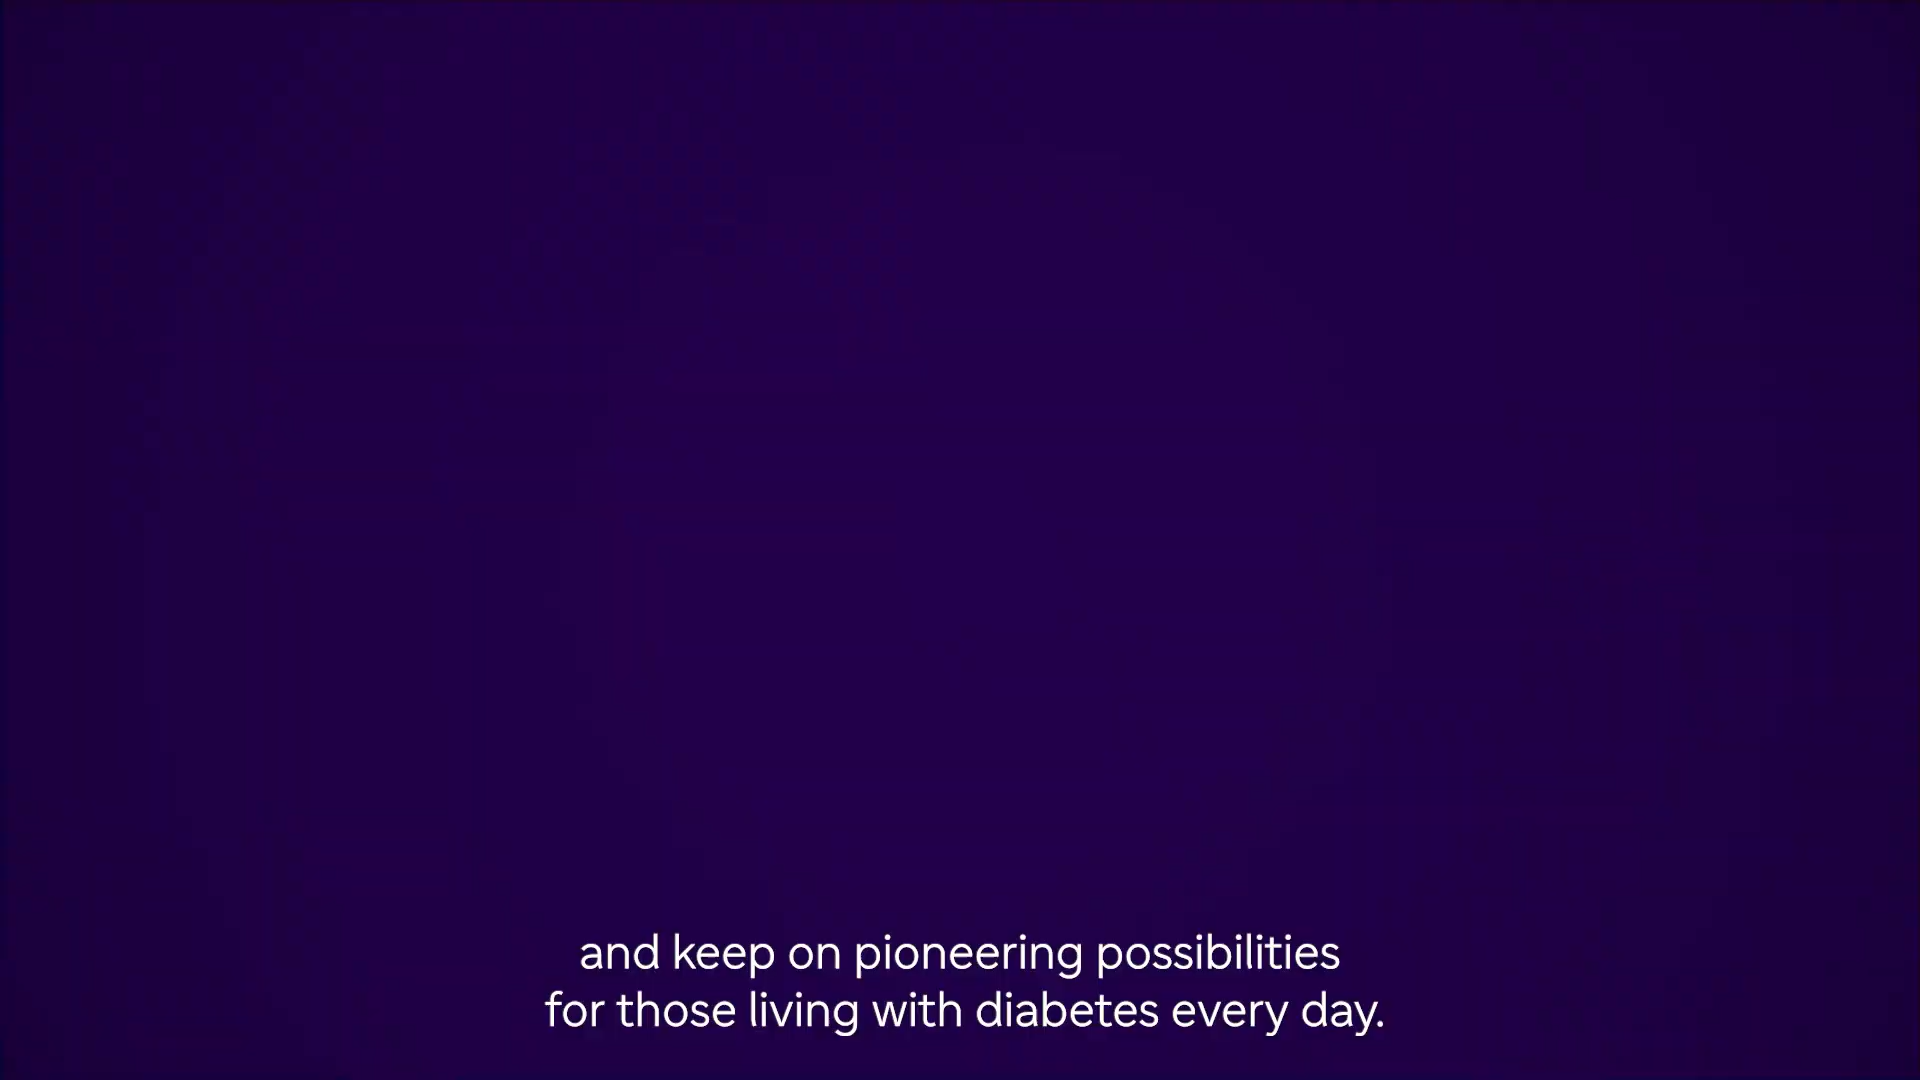 and keep on pioneering possibilities
for those living with diabetes every day.